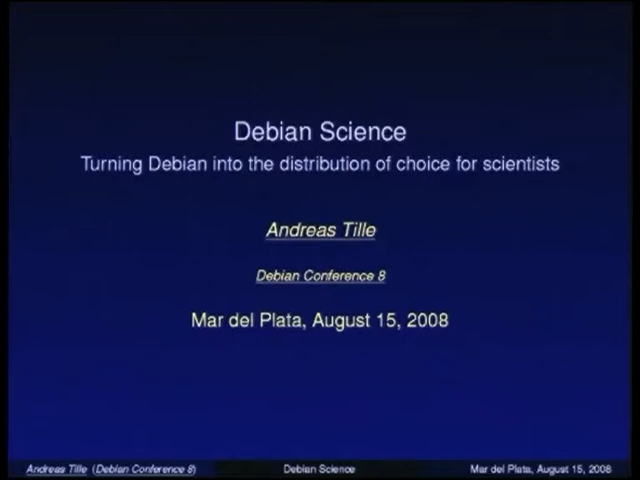 Debian Science
Turning Debian into the distribution of choice for scientists
Andreas Tille
Debian Conference 8
Mar del Plata, August 15, 2008
Andreas Tille (Debian Conference 8) Debian Science Mar del Plata, August 15, 2008